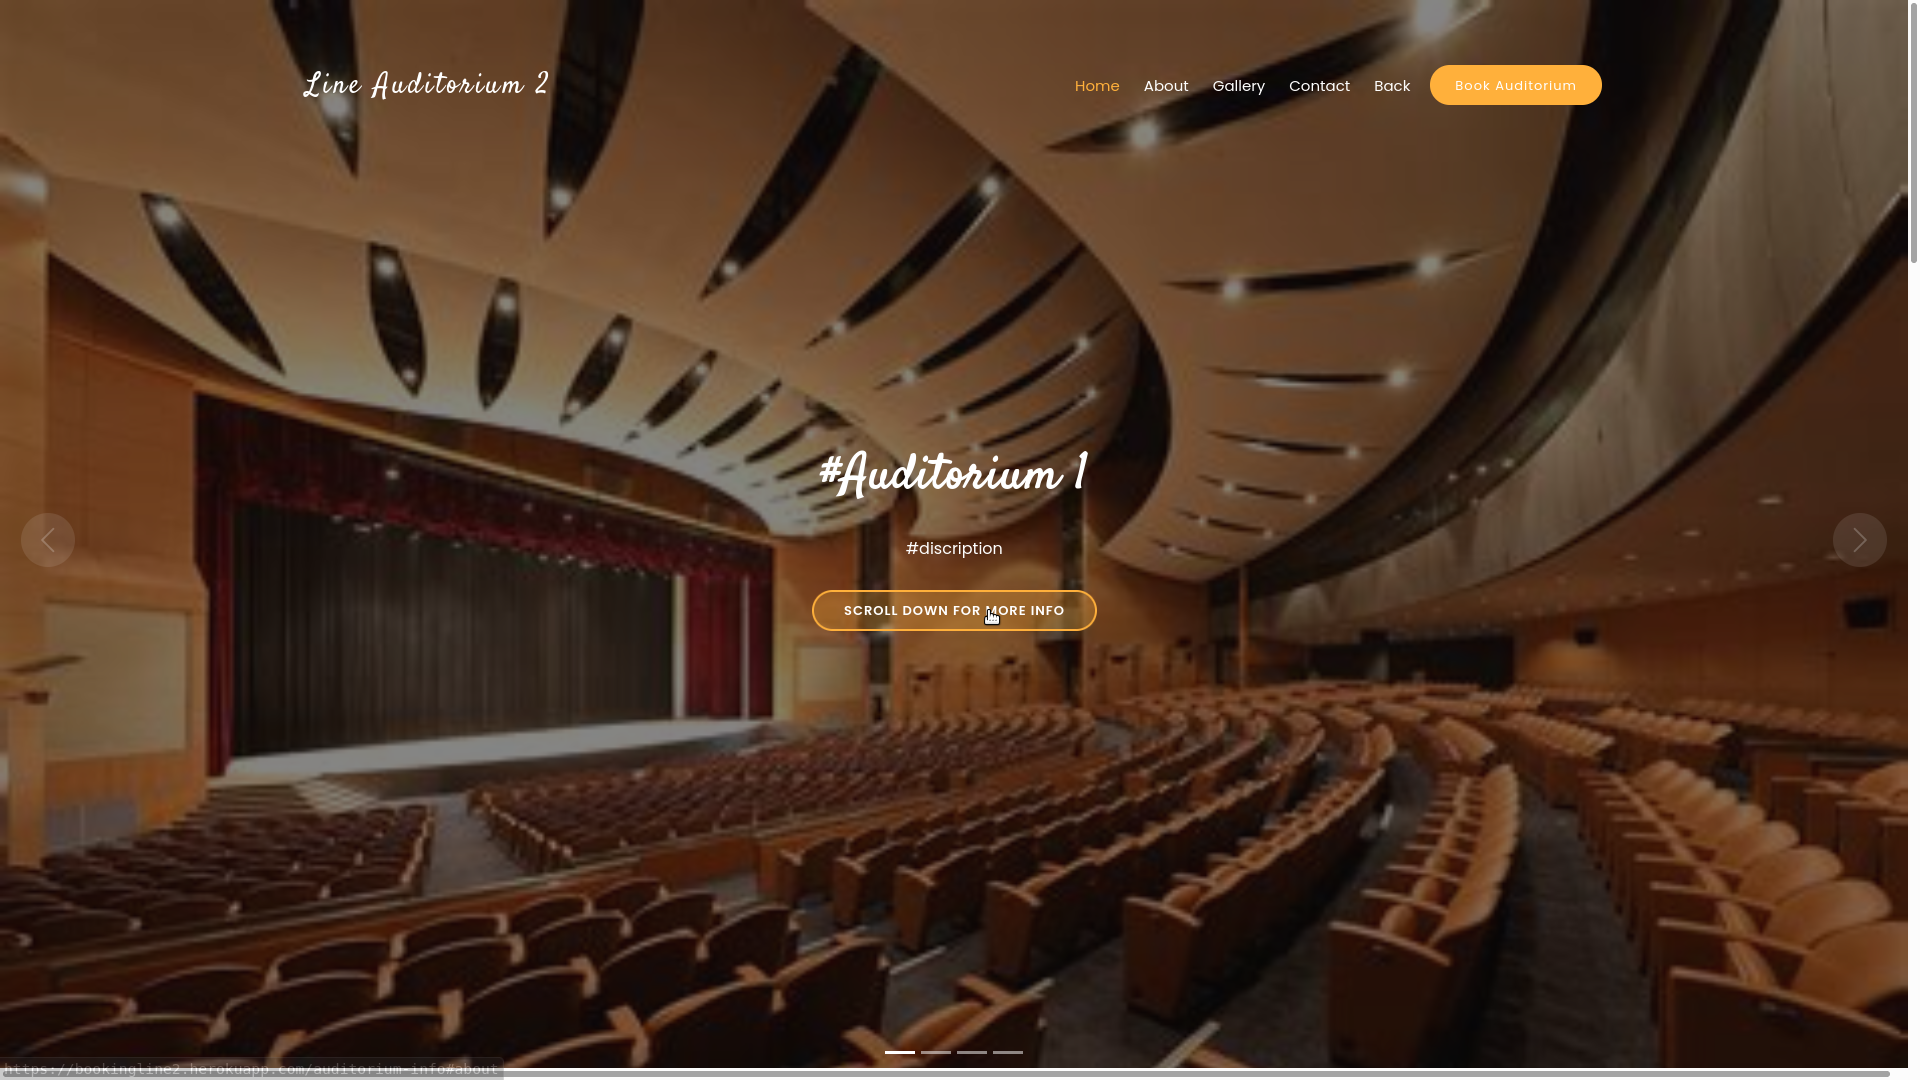 Line Auditorium 2
Home About Gallery Contact Back Book Auditorium
#Auditorium 1
#discription
SCROLL DOWN FOR MORE INFO
https://bookingline2.herokuapp.com/auditorium-info#about